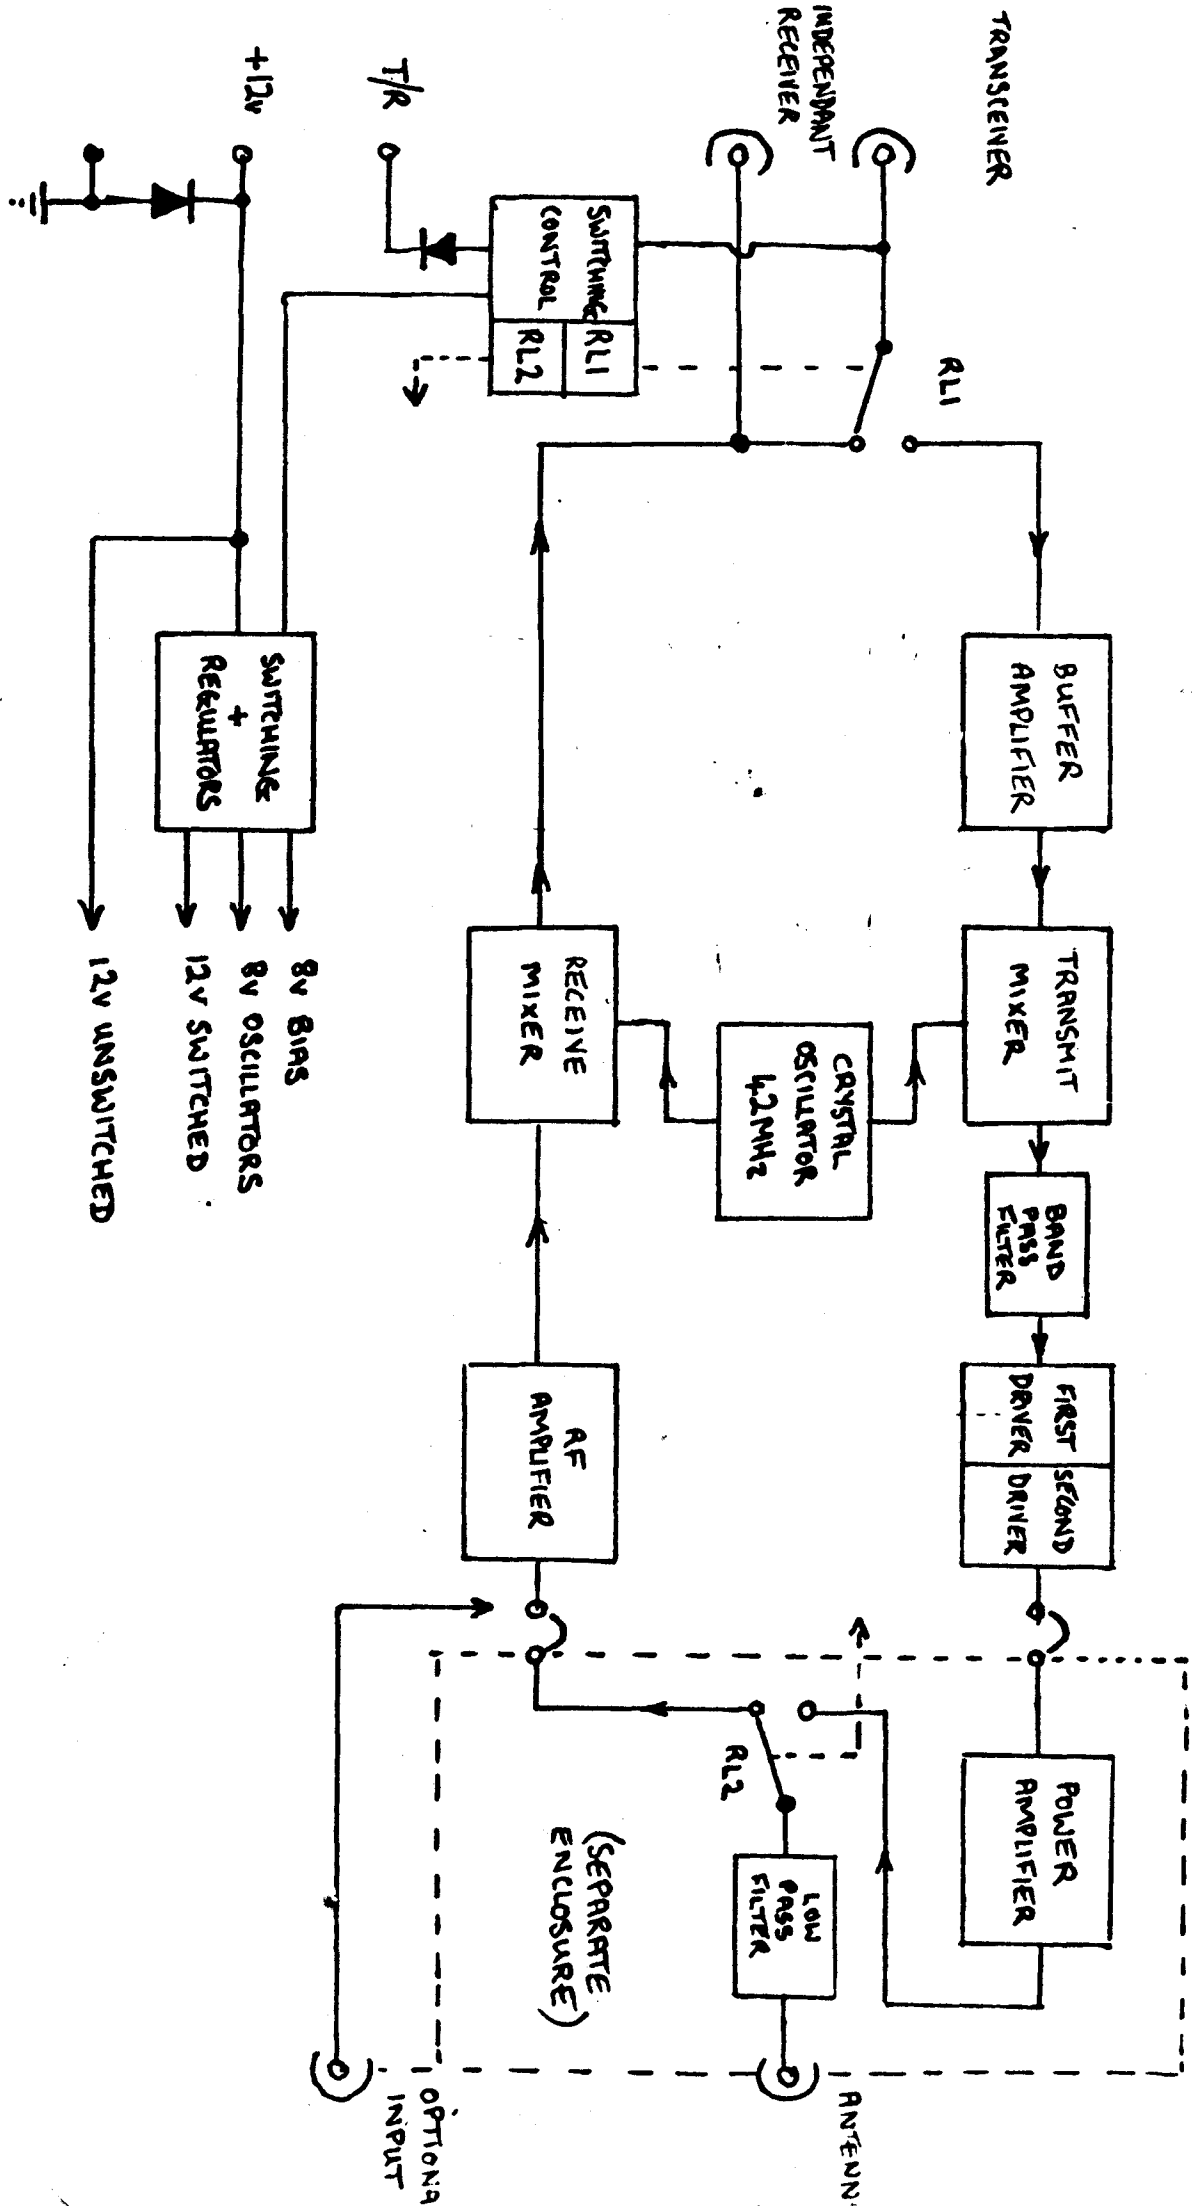 TRANSCEIVER
INDEPENDANT
RECEIVER
T/R
+12v
RL1
SWITCHING
CONTROL
RL1
RL2
BUFFER
AMPLIFIER
TRANSMIT
MIXER
BAND
PASS
FILTER
FIRST
DRIVER
SECOND
DRIVER
POWER
AMPLIFIER
CRYSTAL
OSCILLATOR
42MHz
RECEIVE
MIXER
RF
AMPLIFIER
RL2
LOW
PASS
FILTER
(SEPARATE
ENCLOSURE)
ANTENN
OPTIONA
INPUT
SWITCHING
+
REGULATORS
8v BIAS
8v OSCILLATORS
12v SWITCHED
12v UNSWITCHED